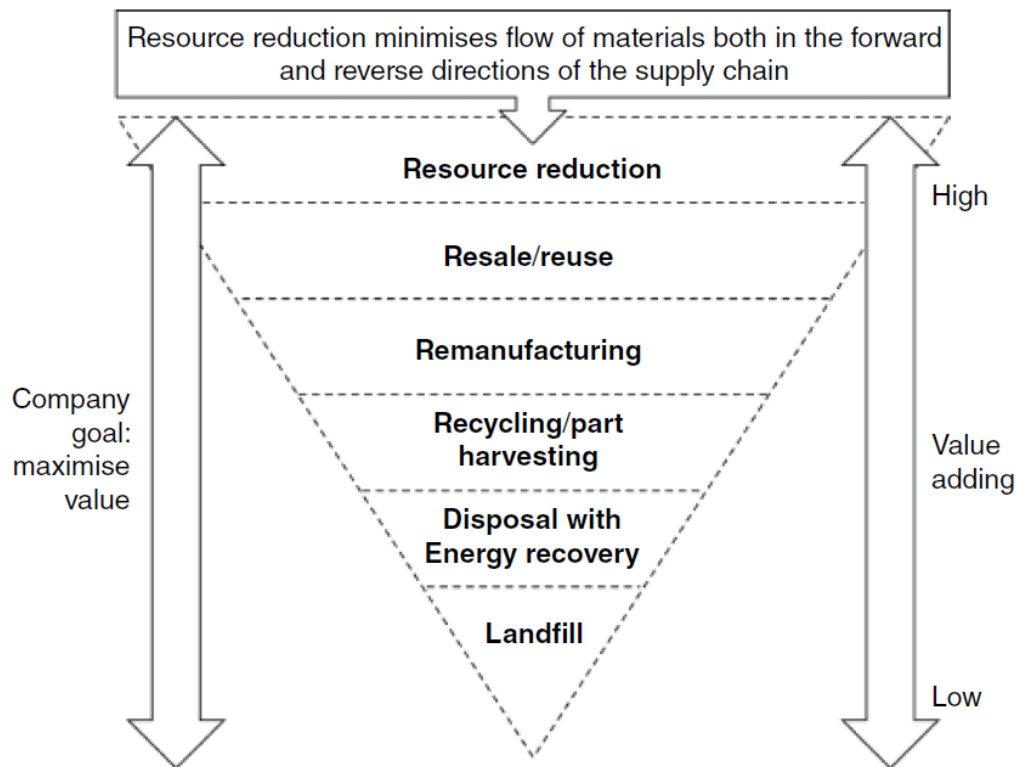 Resource reduction minimises flow of materials both in the forward
and reverse directions of the supply chain
Resource reduction
High
Resale/reuse
Remanufacturing
Company
goal:
maximise
value
Recycling/part
harvesting
Value
adding
Disposal with
Energy recovery
Landfill
Low